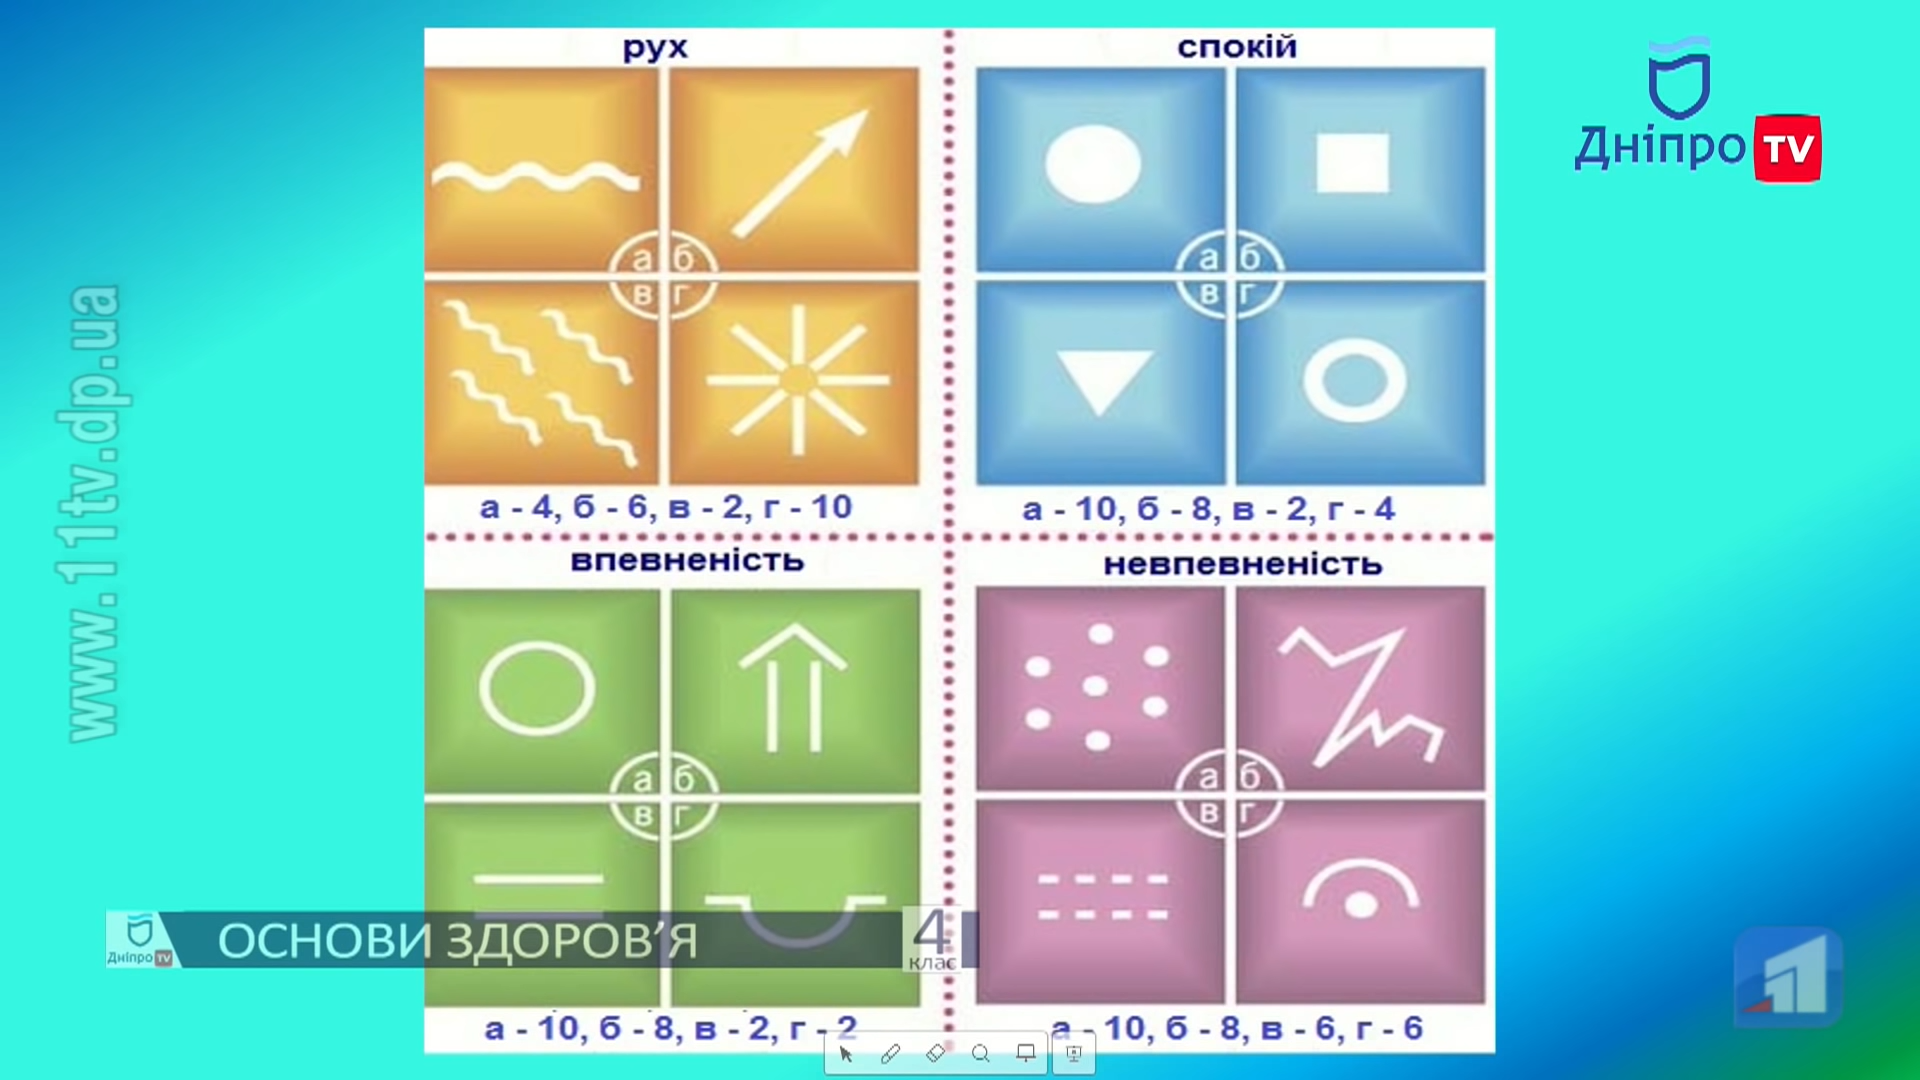 рух
спокій
Дніпро TV
а б
в г
а б
в г
www.11tv.dp.ua
а - 4, б - 6, в - 2, г - 10
а - 10, б - 8, в - 2, г - 4
впевненість
невпевненість
а б
в г
а б
в г
Дніпро TV
ОСНОВИ ЗДОРОВ’Я
4
клас
11
а - 10, б - 8, в - 2, г - 2
а - 10, б - 8, в - 6, г - 6